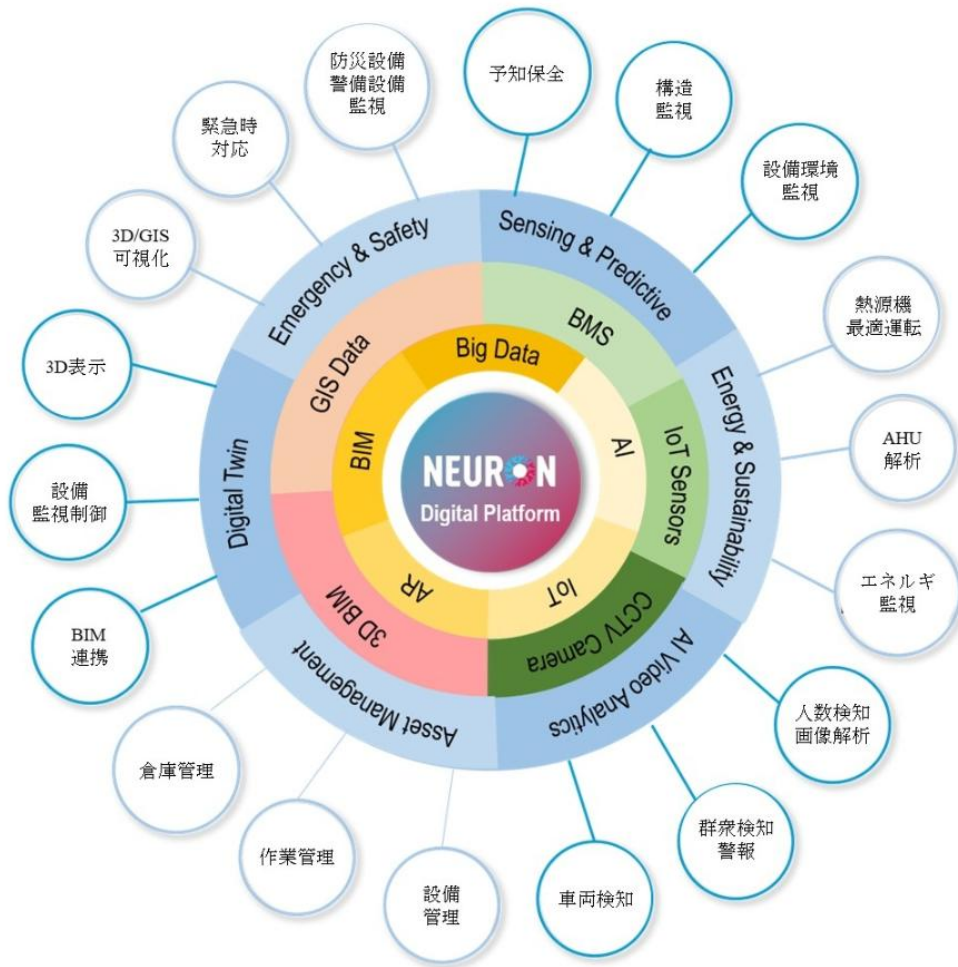 防災設備
警備設備
監視
予知保全
構造
監視
設備環境
監視
熱源機
最適運転
AHU
解析
エネルギ
監視
人数検知
画像解析
群衆検知
警報
車両検知
設備
管理
作業管理
倉庫管理
BIM
連携
設備
監視制御
3D表示
3D/GIS
可視化
緊急時
対応
Emergency & Safety
Sensing & Predictive
Energy & Sustainability
AI Video Analytics
Asset Management
Digital Twin
GIS Data
BMS
IoT Sensors
CCTV Camera
3D BIM
Big Data
AI
IoT
AR
BIM
NEURON
Digital Platform